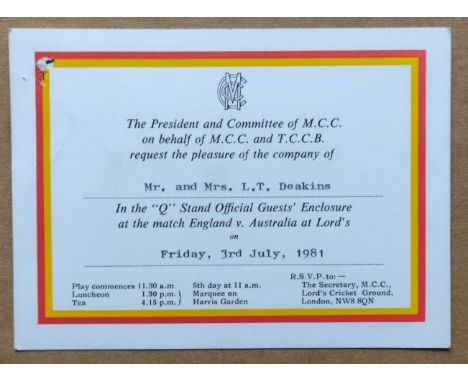 MCC
The President and Committee of M.C.C.
on behalf of M.C.C. and T.C.C.B.
request the pleasure of the company of
Mr. and Mrs. L.T. Deakins
In the "Q" Stand Official Guests' Enclosure
at the match England v. Australia at Lord's
on
Friday, 3rd July, 1981
Play commences 11.30 a.m
Luncheon 1.30 p.m. )
Tea 4.15 p.m. )
5th day at 11 a.m.
Marquee on
Harris Garden
R.S.V.P. to:—
The Secretary, M.C.C.,
Lord's Cricket Ground,
London, NW8 8QN